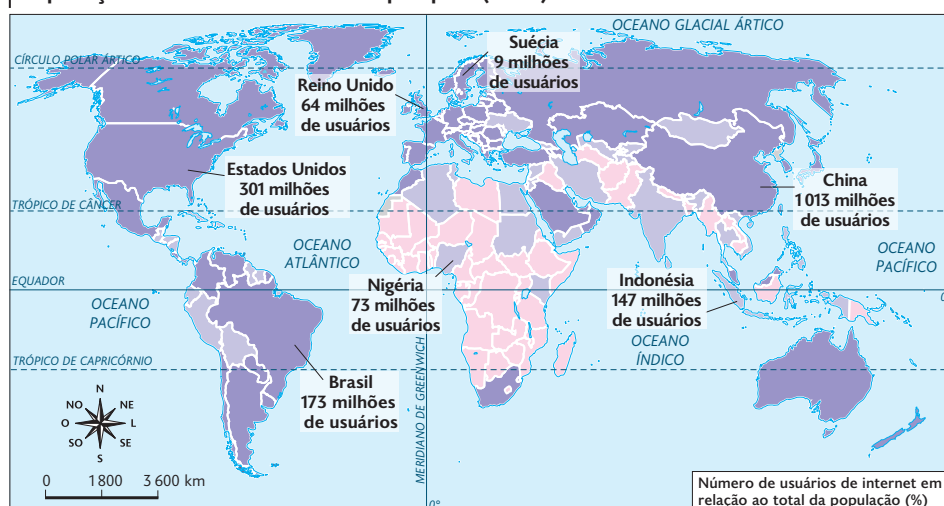 OCEANO GLACIAL ÁRTICO
CÍRCULO POLAR ÁRTICO
Suécia
9 milhões
de usuários
Reino Unido
64 milhões
de usuários
Estados Unidos
301 milhões
de usuários
China
1 013 milhões
de usuários
TRÓPICO DE CÂNCER
OCEANO
ATLÂNTICO
OCEANO
PACÍFICO
EQUADOR
0
Nigéria
73 milhões
de usuários
Indonésia
147 milhões
de usuários
OCEANO
PACÍFICO
OCEANO
ÍNDICO
TRÓPICO DE CAPRICÓRNIO
Brasil
173 milhões
de usuários
MERIDIANO DE GREENWICH
N
NO NE
O L
SO SE
S
0 1 800 3 600 km
0°
Número de usuários de internet em
relação ao total da população (%)